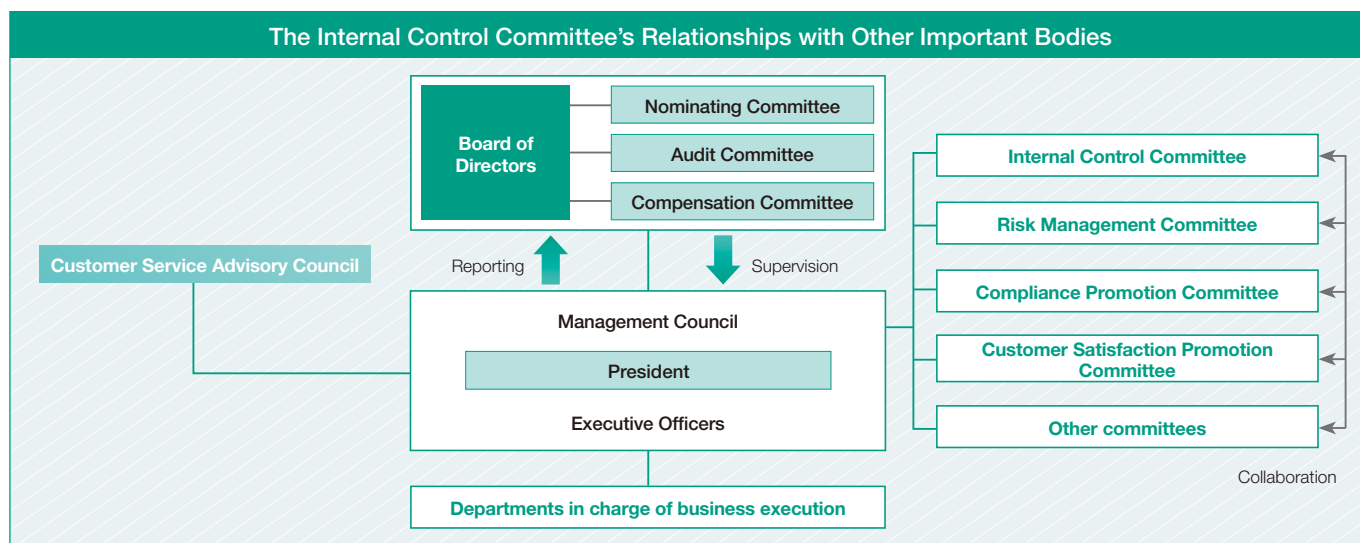 The Internal Control Committee's Relationships with Other Important Bodies
Board of
Directors
Nominating Committee
Audit Committee
Compensation Committee
Reporting
Supervision
Customer Service Advisory Council
Management Council
President
Executive Officers
Departments in charge of business execution
Internal Control Committee
Risk Management Committee
Compliance Promotion Committee
Customer Satisfaction Promotion
Committee
Other committees
Collaboration